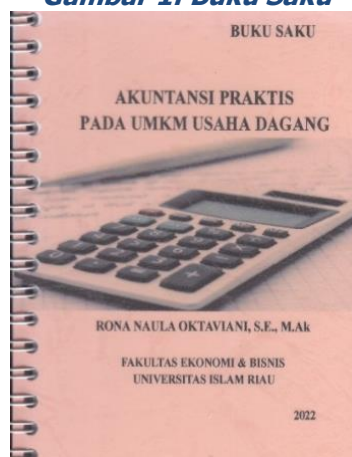 Gambar 1. Buku Saku
BUKU SAKU
AKUNTANSI PRAKTIS
PADA UMKM USAHA DAGANG
RONA NAULA OKTAVIANI, S.E., M.Ak
FAKULTAS EKONOMI & BISNIS
UNIVERSITAS ISLAM RIAU
2022